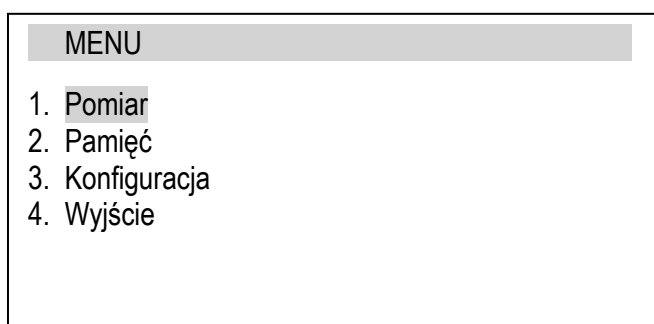 MENU
1. Pomiar
2. Pamięć
3. Konfiguracja
4. Wyjście